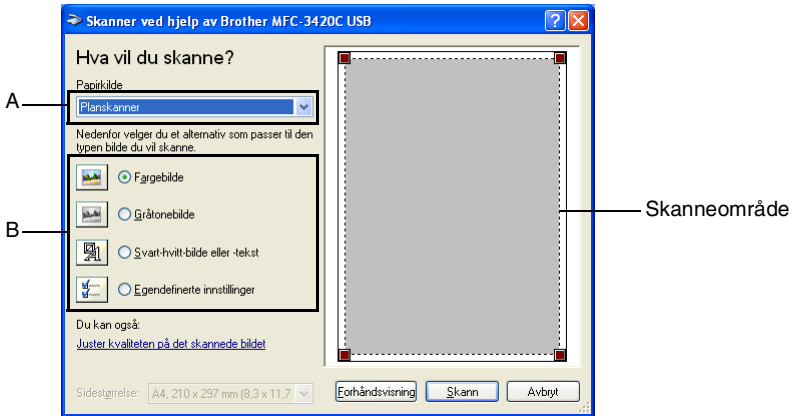 Skanner ved hjelp av Brother MFC-3420C USB
Hva vil du skanne?
Papirkilde
A
Planskanner
Nedenfor velger du et alternativ som passer til den
typen bilde du vil skanne.
Fargebilde
Gråtonebilde
B
Svart-hvitt-bilde eller -tekst
Egendefinerte innstillinger
Du kan også:
Juster kvaliteten på det skannede bildet
Sidestørrelse: A4, 210 x 297 mm (8,3 x 11,7
Forhåndsvisning Skann Avbryt
Skanneområde